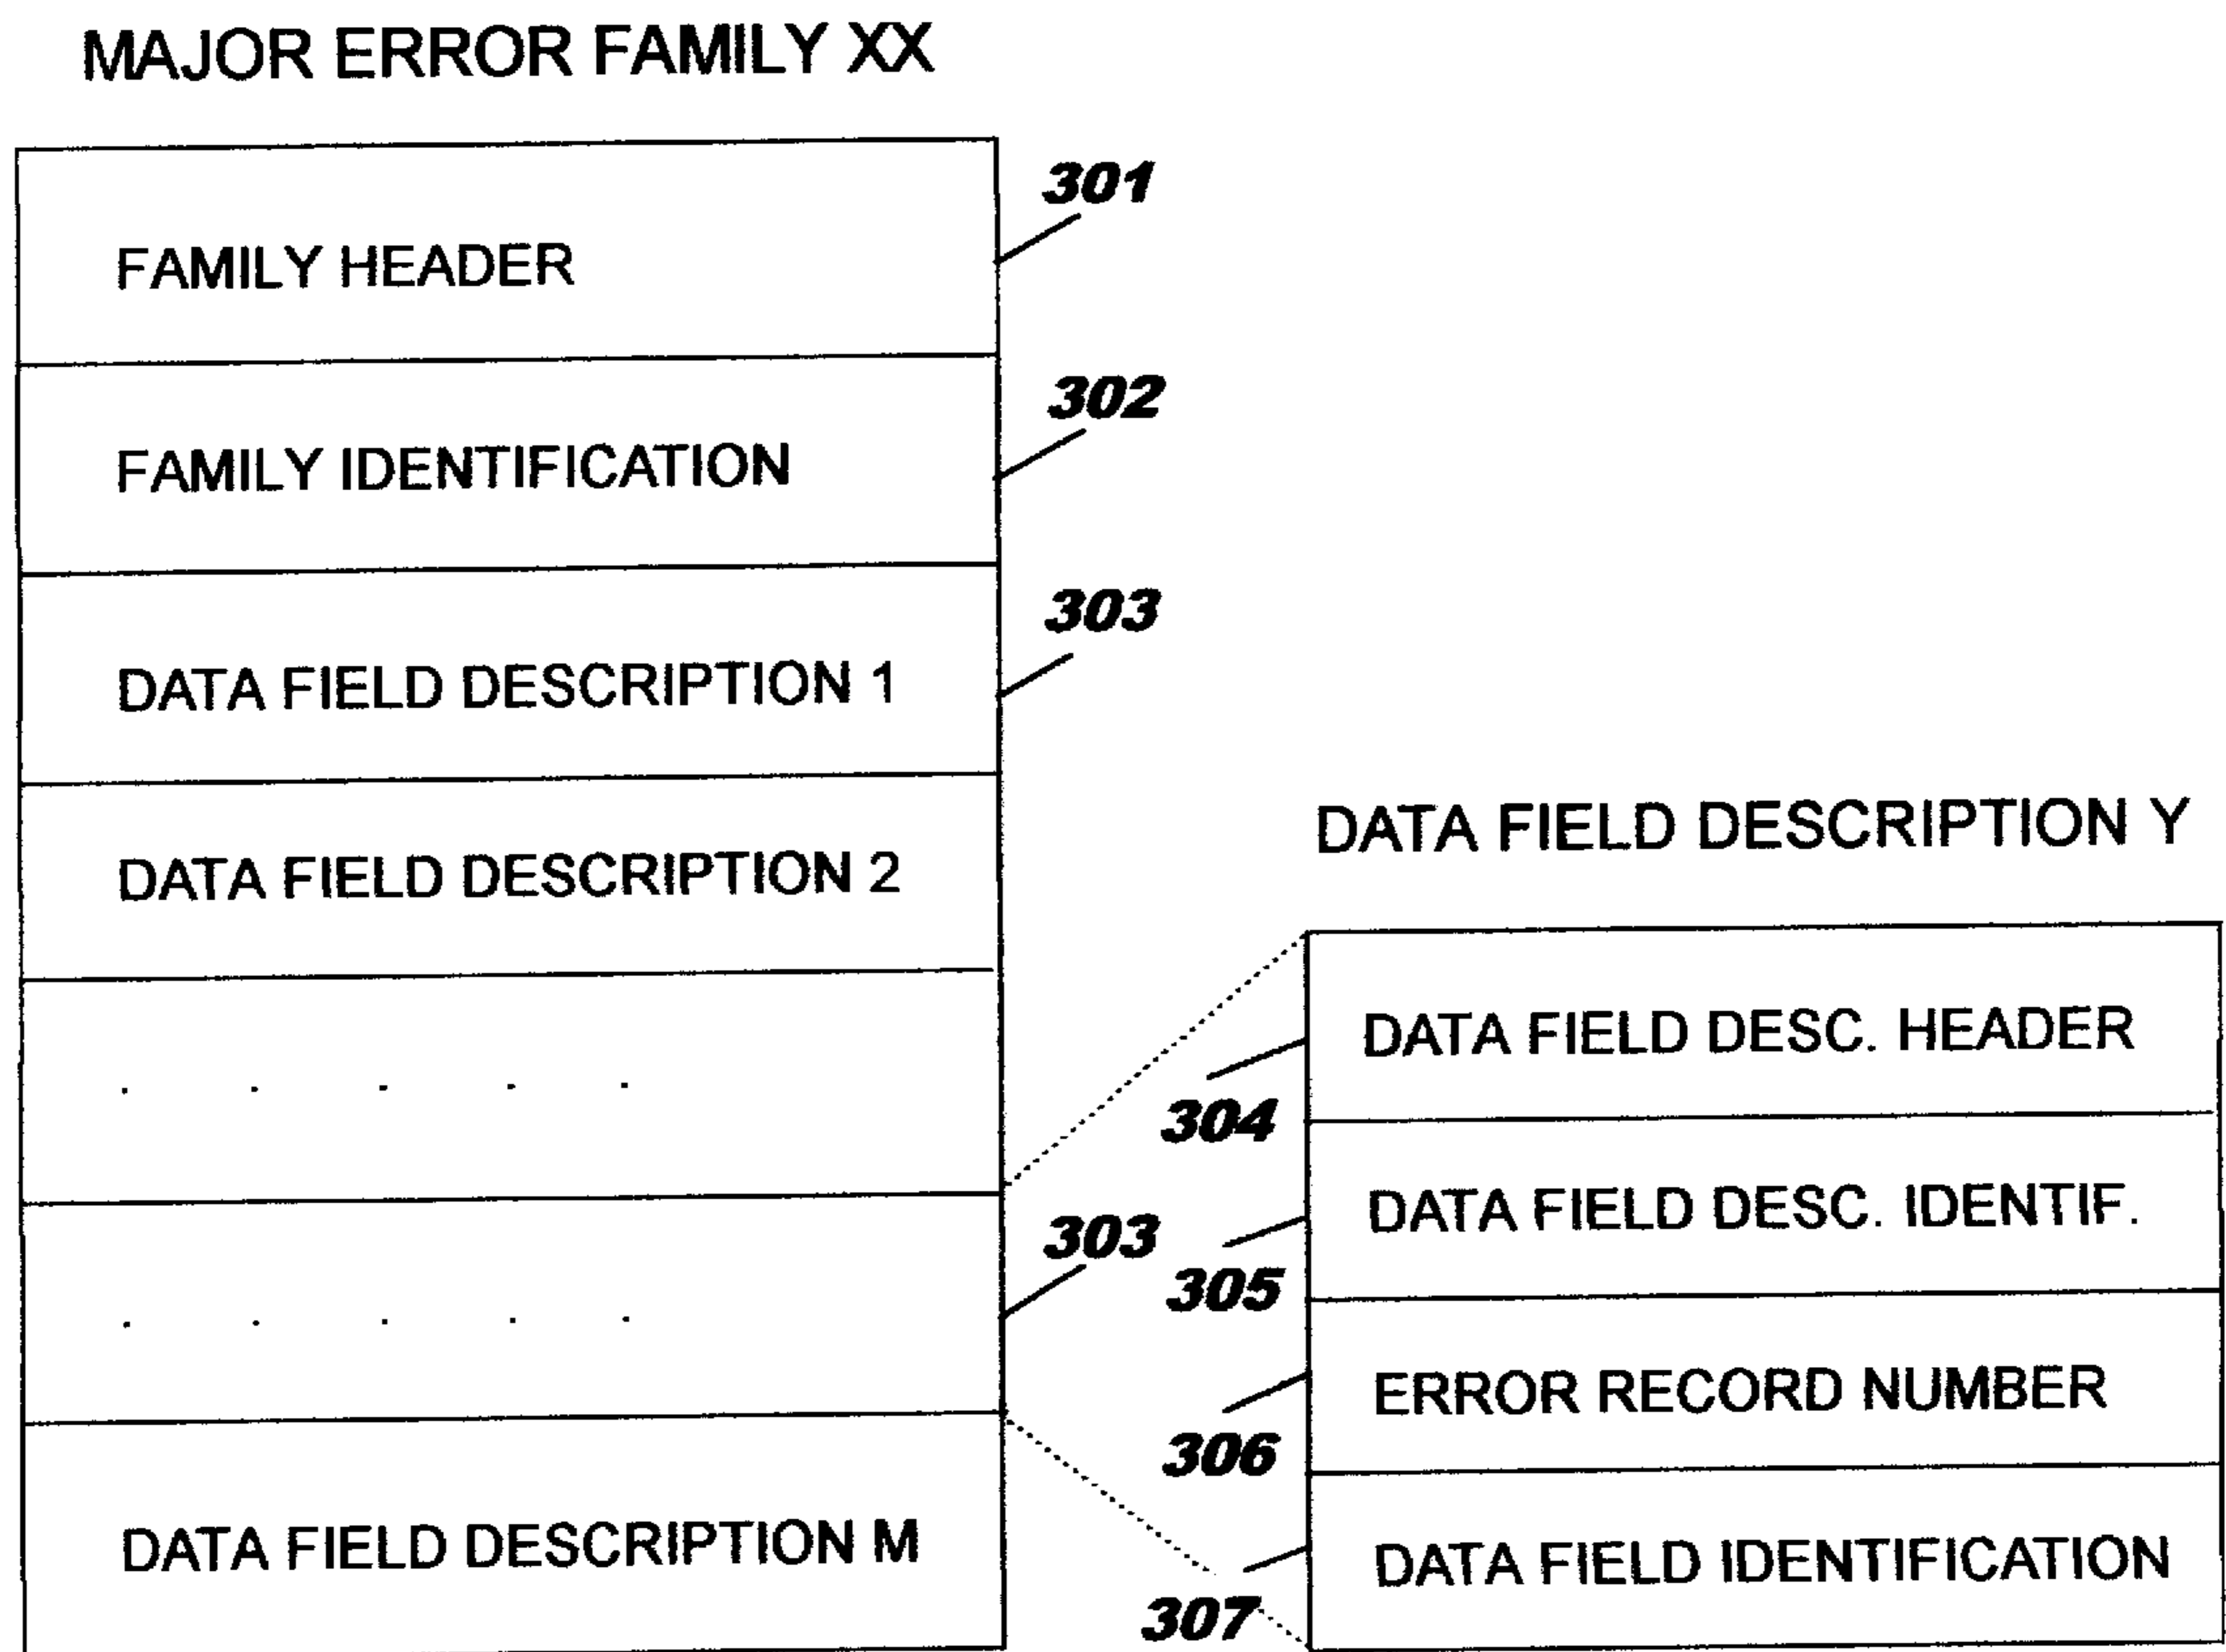 MAJOR ERROR FAMILY XX
301
FAMILY HEADER
302
FAMILY IDENTIFICATION
303
DATA FIELD DESCRIPTION 1
DATA FIELD DESCRIPTION 2
. . . . .
303
. . . . .
DATA FIELD DESCRIPTION M
DATA FIELD DESCRIPTION Y
DATA FIELD DESC. HEADER
304
DATA FIELD DESC. IDENTIF.
305
ERROR RECORD NUMBER
306
DATA FIELD IDENTIFICATION
307